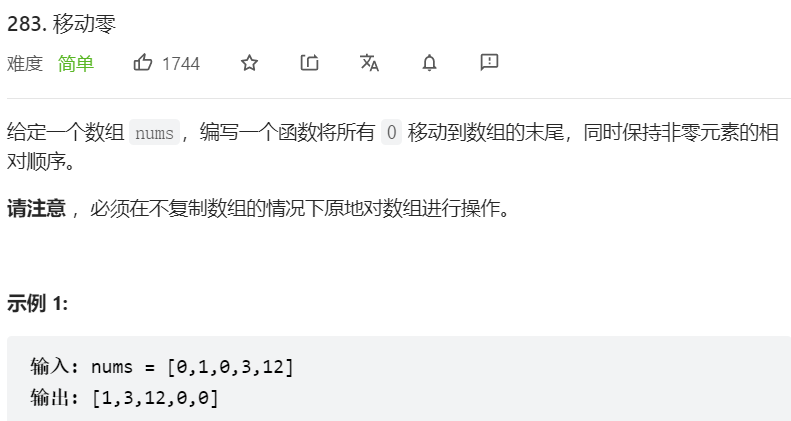 283. 移动零
难度 简单 1744
给定一个数组 nums，编写一个函数将所有 0 移动到数组的末尾，同时保持非零元素的相
对顺序。
请注意 ，必须在不复制数组的情况下原地对数组进行操作。
示例 1:
输入: nums = [0,1,0,3,12]
输出: [1,3,12,0,0]